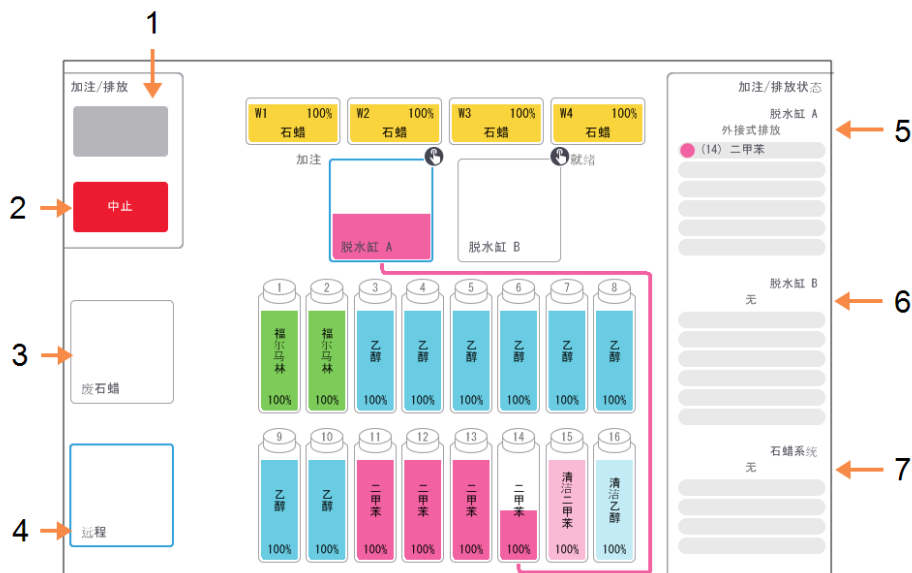 1
加注/排放
2
中止
3
废石蜡
4
远程
W1 100%
石蜡
W2 100%
石蜡
W3 100%
石蜡
W4 100%
石蜡
加注
脱水缸 A
就绪
脱水缸 B
1
福尔马林
100%
2
福尔马林
100%
3
乙醇
100%
4
乙醇
100%
5
乙醇
100%
6
乙醇
100%
7
乙醇
100%
8
乙醇
100%
9
乙醇
100%
10
乙醇
100%
11
二甲苯
100%
12
二甲苯
100%
13
二甲苯
100%
14
二甲苯
100%
15
清洁二甲苯
100%
16
清洁乙醇
100%
加注/排放状态
脱水缸 A
外接式排放
(14) 二甲苯
5
脱水缸 B
无
6
石蜡系统
无
7